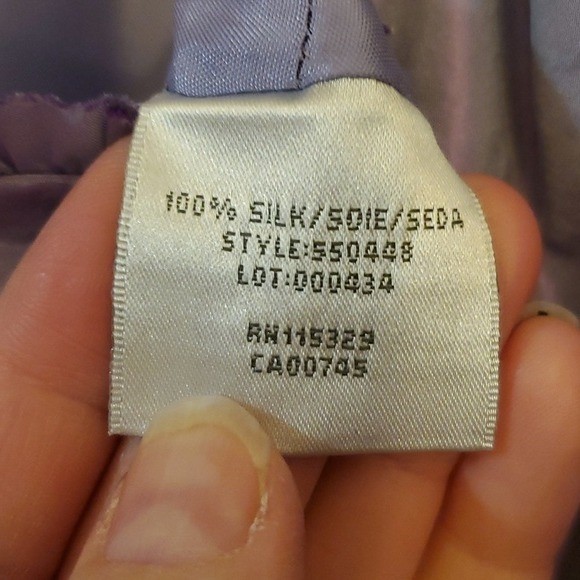 100% SILK/SOIE/SEDA
STYLE:550448
LOT:000434
RN115329
CA00745